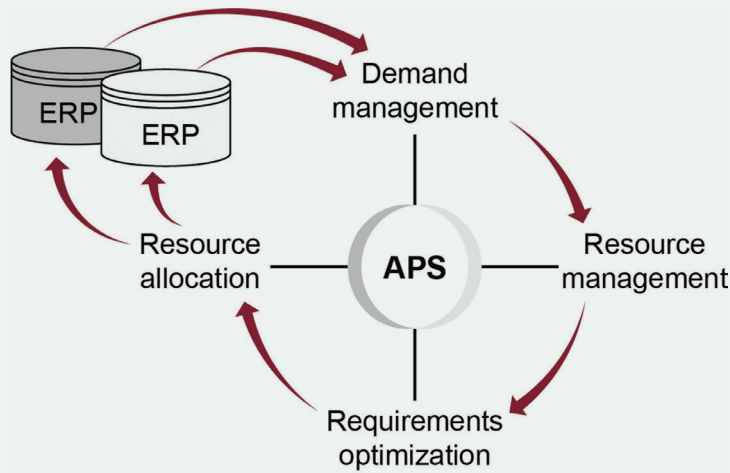 ERP
ERP
Demand
management
Resource
management
APS
Resource
allocation
Requirements
optimization